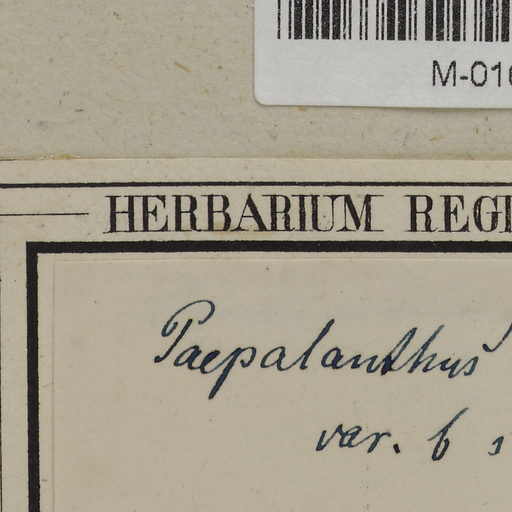 M-016
HERBARIUM REGI
Paepalanthus
var. b s